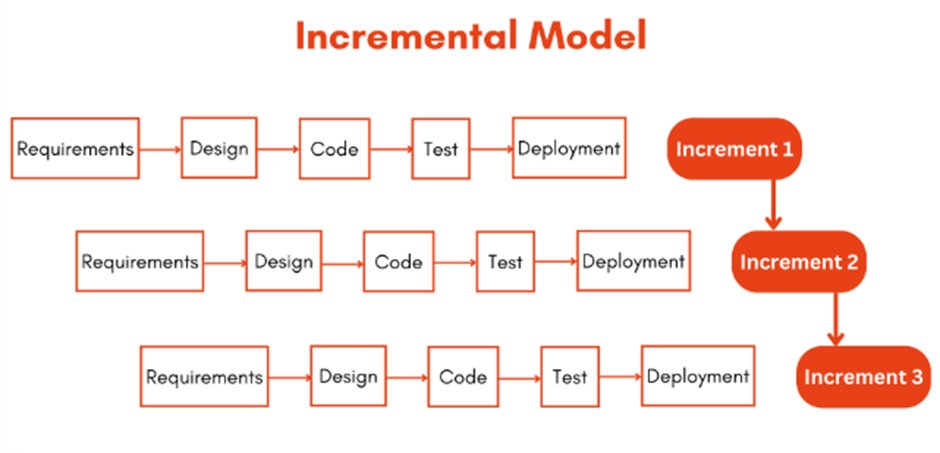 Incremental Model
Requirements Design Code Test Deployment Increment 1
Requirements Design Code Test Deployment Increment 2
Requirements Design Code Test Deployment Increment 3